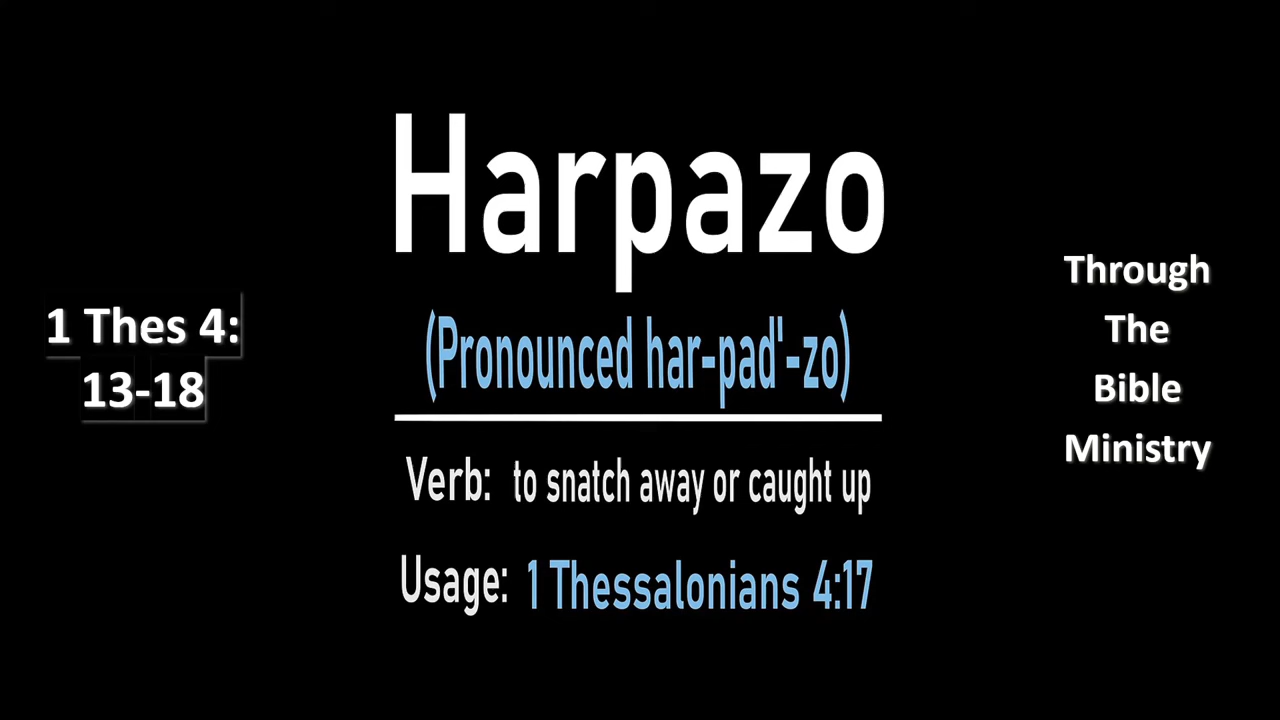 Harpazo
(Pronounced har-pad"-zo)
Verb: to snatch away or caught up
Usage: 1 Thessalonians 4:17
1 Thes 4:
13-18
Through
The
Bible
Ministry